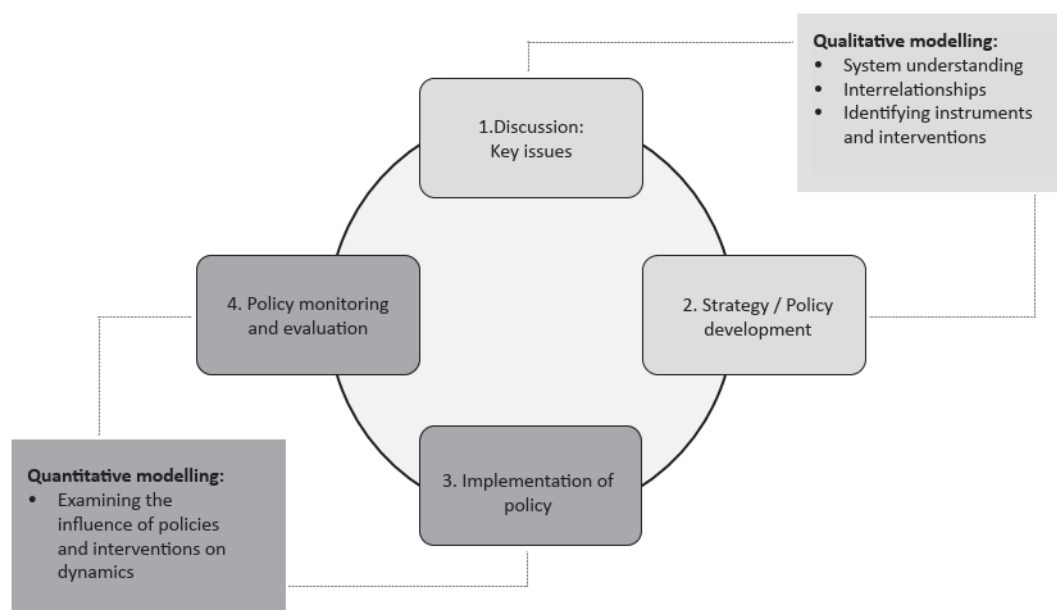 Qualitative modelling:
• System understanding
• Interrelationships
• Identifying instruments
and interventions
1.Discussion:
Key issues
2. Strategy / Policy
development
3. Implementation of
policy
4. Policy monitoring
and evaluation
Quantitative modelling:
• Examining the
influence of policies
and interventions on
dynamics